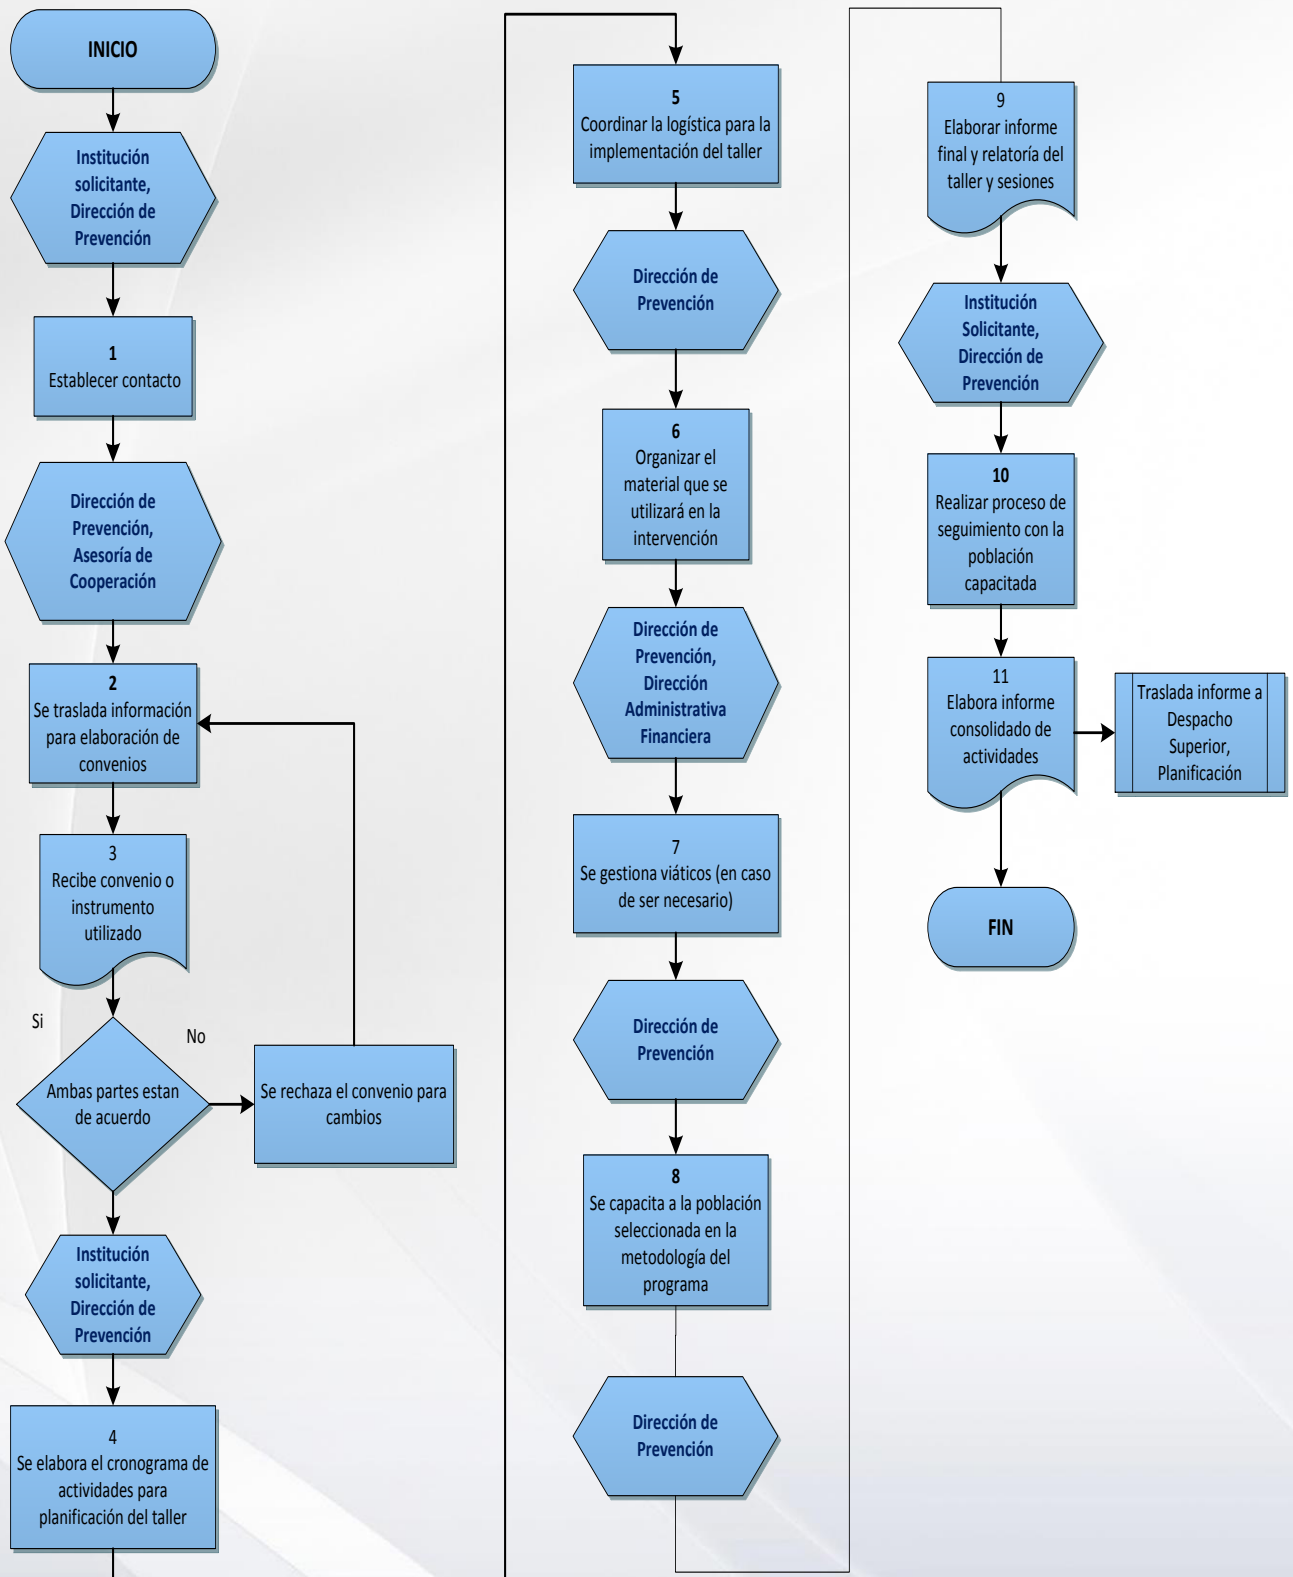 INICIO
Institución
solicitante,
Dirección de
Prevención
1
Establecer contacto
Dirección de
Prevención,
Asesoría de
Cooperación
2
Se traslada información
para elaboración de
convenios
3
Recibe convenio o
instrumento
utilizado
Si
No
Ambas partes estan
de acuerdo
Se rechaza el convenio para
cambios
Institución
solicitante,
Dirección de
Prevención
4
Se elabora el cronograma de
actividades para
planificación del taller
5
Coordinar la logística para la
implementación del taller
Dirección de
Prevención
6
Organizar el
material que se
utilizará en la
intervención
Dirección de
Prevención,
Dirección
Administrativa
Financiera
7
Se gestiona viáticos (en caso
de ser necesario)
Dirección de
Prevención
8
Se capacita a la población
seleccionada en la
metodología del
programa
Dirección de
Prevención
9
Elaborar informe
final y relatoría del
taller y sesiones
Institución
Solicitante,
Dirección de
Prevención
10
Realizar proceso de
seguimiento con la
población
capacitada
11
Elabora informe
consolidado de
actividades
Traslada informe a
Despacho
Superior,
Planificación
FIN